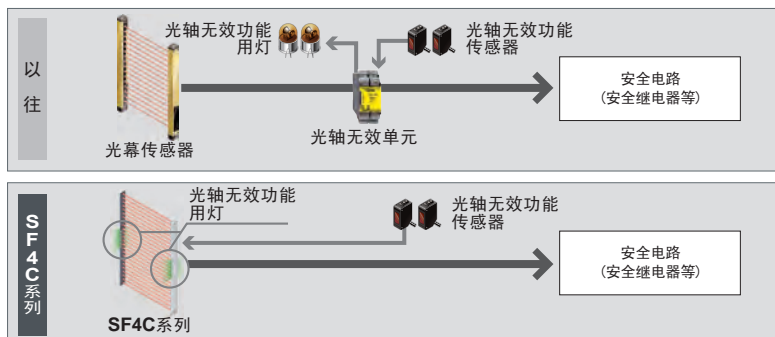 以往
光轴无效功能
用灯
光轴无效功能
传感器
光幕传感器
光轴无效单元
安全电路
(安全继电器等)
SF4C系列
光轴无效功能
用灯
光轴无效功能
传感器
SF4C系列
安全电路
(安全继电器等)